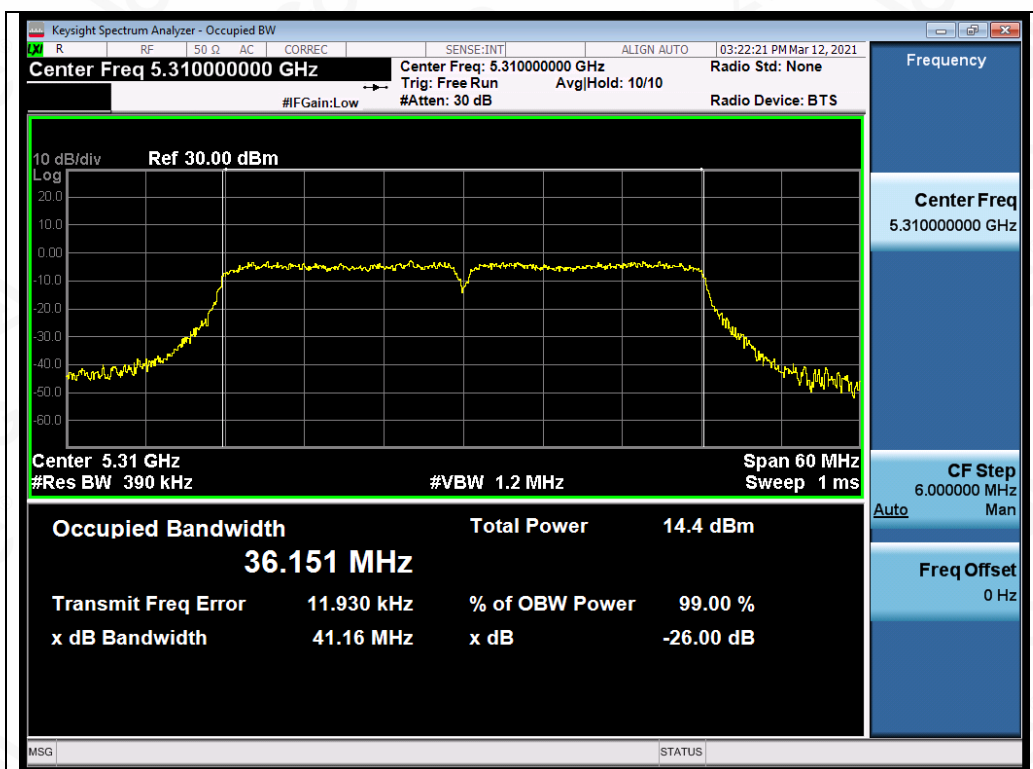 Keysight Spectrum Analyzer - Occupied BW
LXI R RF 50 Ω AC CORREC SENSE:INT ALIGN AUTO 03:22:21 PM Mar 12, 2021
Center Freq 5.310000000 GHz Center Freq: 5.310000000 GHz Radio Std: None
Trig: Free Run Avg|Hold: 10/10
#IFGain:Low #Atten: 30 dB Radio Device: BTS
Frequency
10 dB/div Ref 30.00 dBm
Log
20.0
10.0
0.00
-10.0
-20.0
-30.0
-40.0
-50.0
-60.0
Center Freq
5.310000000 GHz
Center 5.31 GHz Span 60 MHz
#Res BW 390 kHz #VBW 1.2 MHz Sweep 1 ms
CF Step
6.000000 MHz
Auto Man
Occupied Bandwidth Total Power 14.4 dBm
36.151 MHz
Transmit Freq Error 11.930 kHz % of OBW Power 99.00 %
x dB Bandwidth 41.16 MHz x dB -26.00 dB
Freq Offset
0 Hz
MSG STATUS